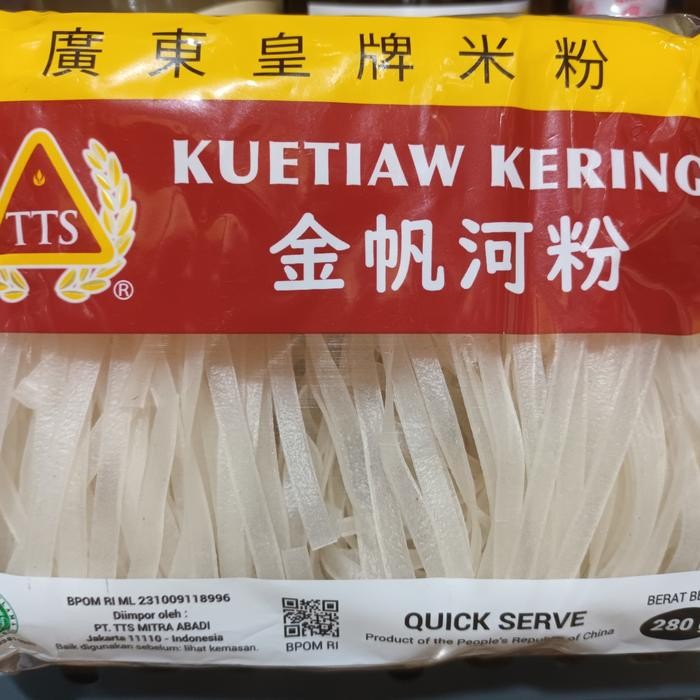 廣東皇牌米粉
KUETIAW KERING
TTS
®
金帆河粉
BPOM RI ML 231009118996
Diimpor oleh :
PT. TTS MITRA ABADI
Jakarta 11110 - Indonesia
Baik digunakan sebelum: lihat kemasan.
BPOM RI
QUICK SERVE
Product of the People's Republic of China
BERAT
280